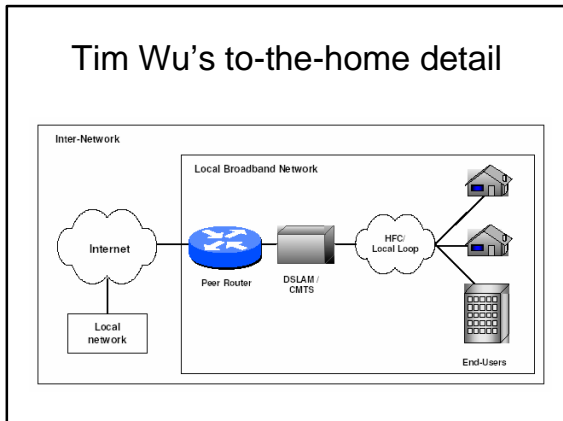 Tim Wu's to-the-home detail
Inter-Network
Local Broadband Network
Internet
Local
network
Peer Router
DSLAM /
CMTS
HFC/
Local Loop
End-Users